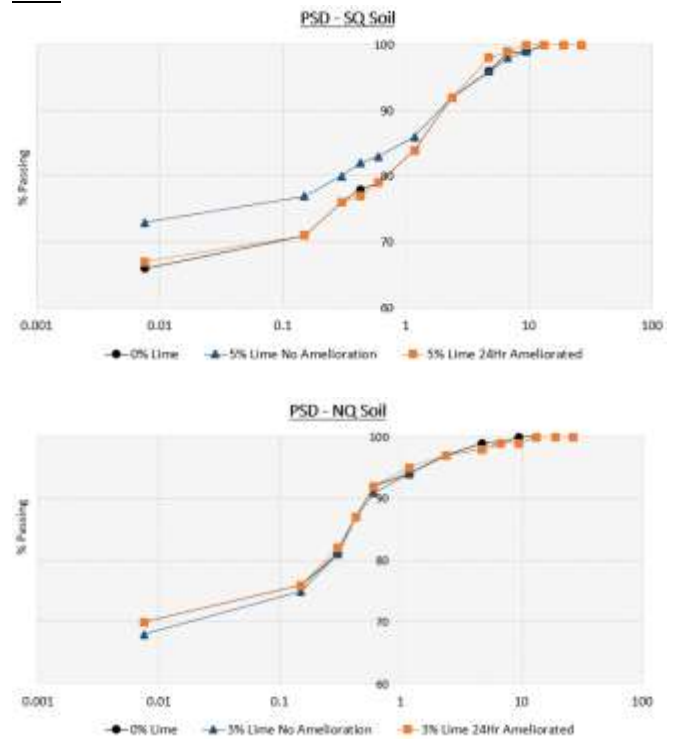 PSD - SQ Soil
100
90
80
70
60
% Passing
0.001 0.01 0.1 1 10 100
0% Lime 5% Lime No Amelioration 5% Lime 24Hr Ameliorated
PSD - NQ Soil
100
90
80
70
60
% Passing
0.001 0.01 0.1 1 10 100
0% Lime 3% Lime No Amelioration 3% Lime 24Hr Ameliorated